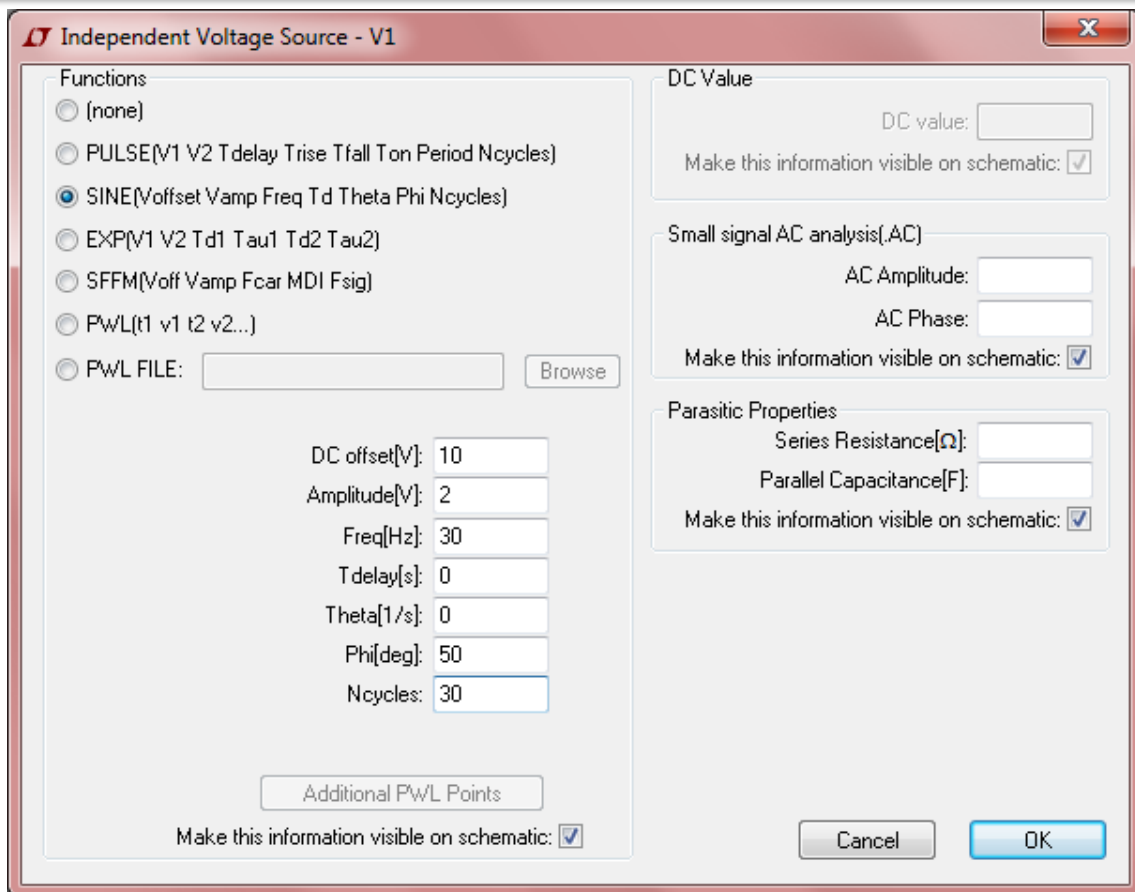 Independent Voltage Source - V1
Functions
(none)
PULSE(V1 V2 Tdelay Trise Tfall Ton Period Ncycles)
SINE(Voffset Vamp Freq Td Theta Phi Ncycles)
EXP(V1 V2 Td1 Tau1 Td2 Tau2)
SFFM(Voff Vamp Fcar MDI Fsig)
PWL(t1 v1 t2 v2...)
PWL FILE:
Browse
DC offset[V]: 10
Amplitude[V]: 2
Freq[Hz]: 30
Tdelay[s]: 0
Theta[1/s]: 0
Phi[deg]: 50
Ncycles: 30
Additional PWL Points
Make this information visible on schematic:
DC Value
DC value:
Make this information visible on schematic:
Small signal AC analysis(.AC)
AC Amplitude:
AC Phase:
Make this information visible on schematic:
Parasitic Properties
Series Resistance[Ω]:
Parallel Capacitance[F]:
Make this information visible on schematic:
Cancel
OK